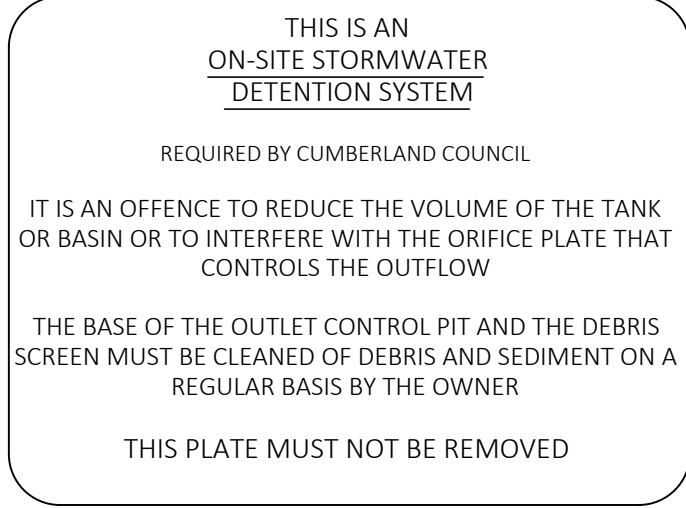 THIS IS AN
ON-SITE STORMWATER
DETENTION SYSTEM
REQUIRED BY CUMBERLAND COUNCIL
IT IS AN OFFENCE TO REDUCE THE VOLUME OF THE TANK
OR BASIN OR TO INTERFERE WITH THE ORIFICE PLATE THAT
CONTROLS THE OUTFLOW
THE BASE OF THE OUTLET CONTROL PIT AND THE DEBRIS
SCREEN MUST BE CLEANED OF DEBRIS AND SEDIMENT ON A
REGULAR BASIS BY THE OWNER
THIS PLATE MUST NOT BE REMOVED